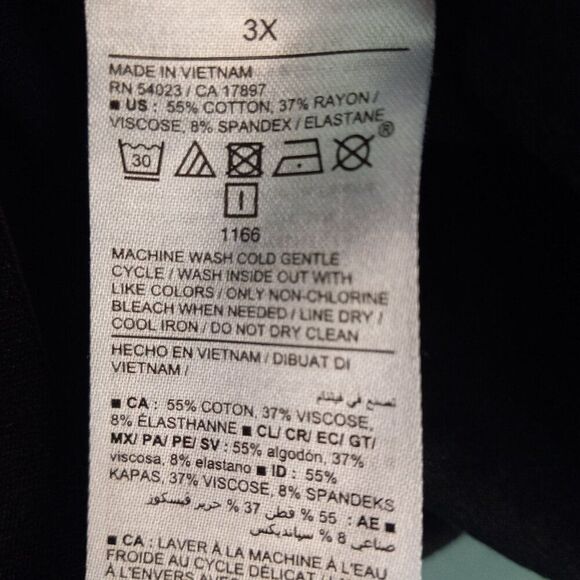 3X
MADE IN VIETNAM
RN 54023 / CA 17897
■ US : 55% COTTON, 37% RAYON /
VISCOSE, 8% SPANDEX / ELASTANE
30
®
1166
MACHINE WASH COLD GENTLE
CYCLE / WASH INSIDE OUT WITH
LIKE COLORS / ONLY NON-CHLORINE
BLEACH WHEN NEEDED / LINE DRY /
COOL IRON / DO NOT DRY CLEAN
HECHO EN VIETNAM / DIBUAT DI
VIETNAM /
تصنع في فيتنام
■ CA : 55% COTON, 37% VISCOSE,
8% ÉLASTHANNE ■ CL/ CR/ EC/ GT/
MX/ PA/ PE/ SV : 55% algodón, 37%
viscosa, 8% elastano ■ ID : 55%
KAPAS, 37% VISCOSE, 8% SPANDEKS
■ AE : 55 % قطن 37 % حرير فيسكوز
صناعي 8 % سبانديكس
■ CA : LAVER À LA MACHINE À L'EAU
FROIDE AU CYCLE DÉLICAT /
À L'ENVERS AVEC